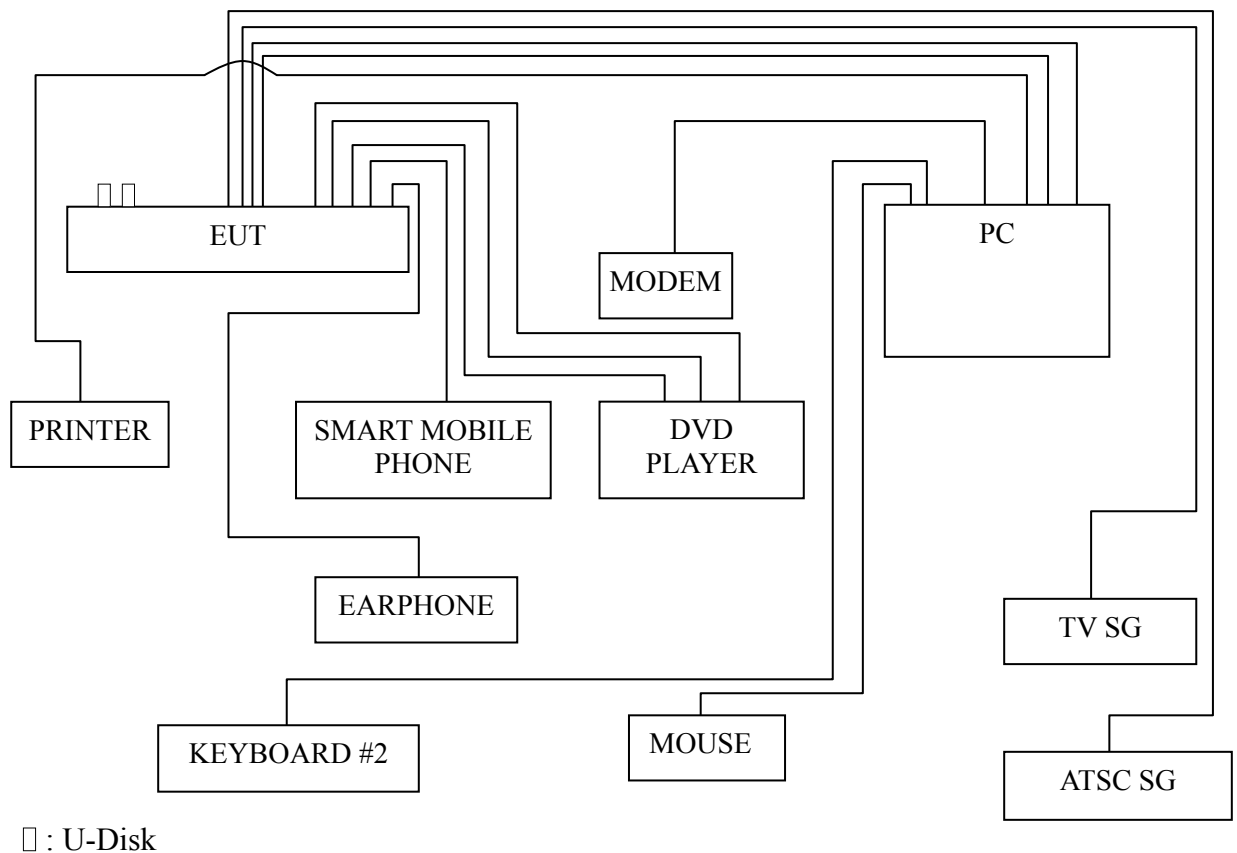 EUT
PC
MODEM
PRINTER
SMART MOBILE
PHONE
DVD
PLAYER
EARPHONE
TV SG
KEYBOARD #2
MOUSE
ATSC SG
▯ : U-Disk